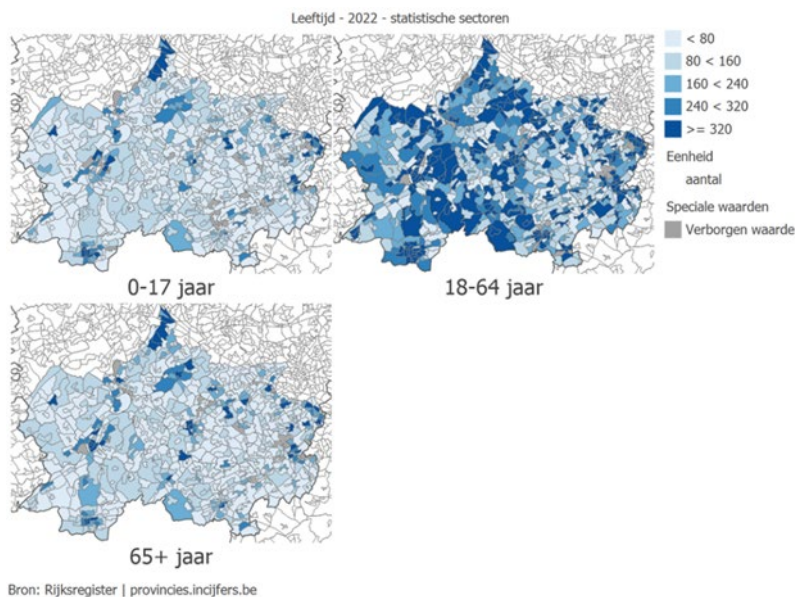 Leeftijd - 2022 - statistische sectoren
< 80
80 < 160
160 < 240
240 < 320
>= 320
Eenheid
aantal
Speciale waarden
Verborgen waarde
0-17 jaar
18-64 jaar
65+ jaar
Bron: Rijksregister | provincies.incijfers.be